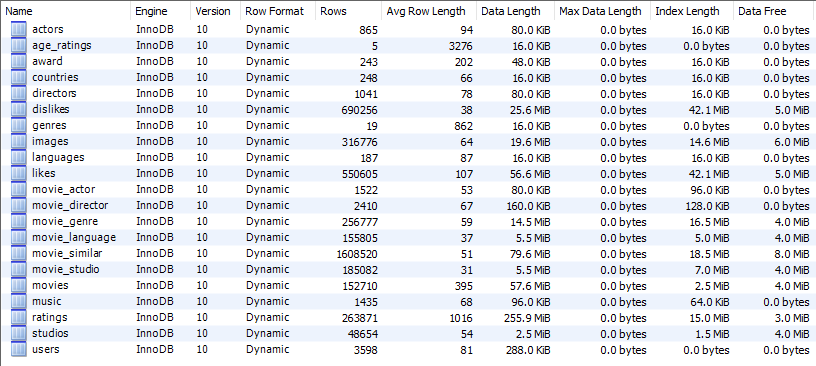 Name Engine Version Row Format Rows Avg Row Length Data Length Max Data Length Index Length Data Free
actors InnoDB 10 Dynamic 865 94 80.0 KiB 0.0 bytes 16.0 KiB 0.0 bytes
age_ratings InnoDB 10 Dynamic 5 3276 16.0 KiB 0.0 bytes 0.0 bytes 0.0 bytes
award InnoDB 10 Dynamic 243 202 48.0 KiB 0.0 bytes 16.0 KiB 0.0 bytes
countries InnoDB 10 Dynamic 248 66 16.0 KiB 0.0 bytes 16.0 KiB 0.0 bytes
directors InnoDB 10 Dynamic 1041 78 80.0 KiB 0.0 bytes 16.0 KiB 0.0 bytes
dislikes InnoDB 10 Dynamic 690256 38 25.6 MiB 0.0 bytes 42.1 MiB 5.0 MiB
genres InnoDB 10 Dynamic 19 862 16.0 KiB 0.0 bytes 0.0 bytes 0.0 bytes
images InnoDB 10 Dynamic 316776 64 19.6 MiB 0.0 bytes 14.6 MiB 6.0 MiB
languages InnoDB 10 Dynamic 187 87 16.0 KiB 0.0 bytes 16.0 KiB 0.0 bytes
likes InnoDB 10 Dynamic 550605 107 56.6 MiB 0.0 bytes 42.1 MiB 5.0 MiB
movie_actor InnoDB 10 Dynamic 1522 53 80.0 KiB 0.0 bytes 96.0 KiB 0.0 bytes
movie_director InnoDB 10 Dynamic 2410 67 160.0 KiB 0.0 bytes 128.0 KiB 0.0 bytes
movie_genre InnoDB 10 Dynamic 256777 59 14.5 MiB 0.0 bytes 16.5 MiB 4.0 MiB
movie_language InnoDB 10 Dynamic 155805 37 5.5 MiB 0.0 bytes 5.0 MiB 4.0 MiB
movie_similar InnoDB 10 Dynamic 1608520 51 79.6 MiB 0.0 bytes 18.5 MiB 8.0 MiB
movie_studio InnoDB 10 Dynamic 185082 31 5.5 MiB 0.0 bytes 7.0 MiB 4.0 MiB
movies InnoDB 10 Dynamic 152710 395 57.6 MiB 0.0 bytes 2.5 MiB 4.0 MiB
music InnoDB 10 Dynamic 1435 68 96.0 KiB 0.0 bytes 64.0 KiB 0.0 bytes
ratings InnoDB 10 Dynamic 263871 1016 255.9 MiB 0.0 bytes 15.0 MiB 3.0 MiB
studios InnoDB 10 Dynamic 48654 54 2.5 MiB 0.0 bytes 1.5 MiB 4.0 MiB
users InnoDB 10 Dynamic 3598 81 288.0 KiB 0.0 bytes 0.0 bytes 0.0 bytes